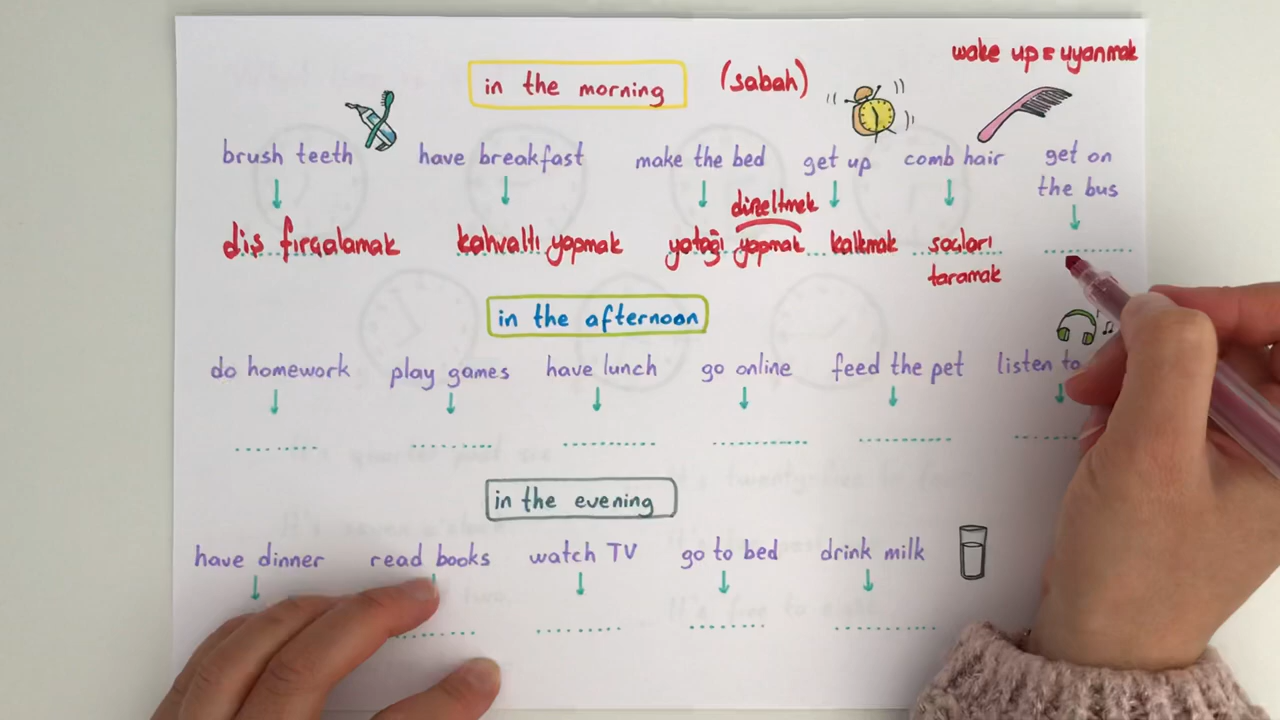 wake up = uyanmak
in the morning (sabah)
brush teeth have breakfast make the bed get up comb hair get on
the bus
düzeltmek
diş fırçalamak kahvaltı yapmak yatağı yapmak kalkmak saçları
taramak
in the afternoon
do homework play games have lunch go online feed the pet listen to
in the evening
have dinner read books watch TV go to bed drink milk